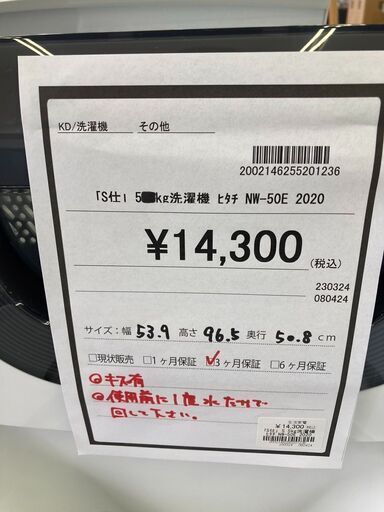 KD/洗濯機 その他
2002146255201236
「S仕」 5 kg洗濯機 ヒタチ NW-50E 2020
¥14,300
(税込)
230324
080424
サイズ:幅 53.9 高さ 96.5 奥行 50.8 cm
□現状販売 □1ヶ月保証 ☑3ヶ月保証 □6ヶ月保証
◎キズ有
◎使用前に1度水だけで
回して下さい。
¥14,300